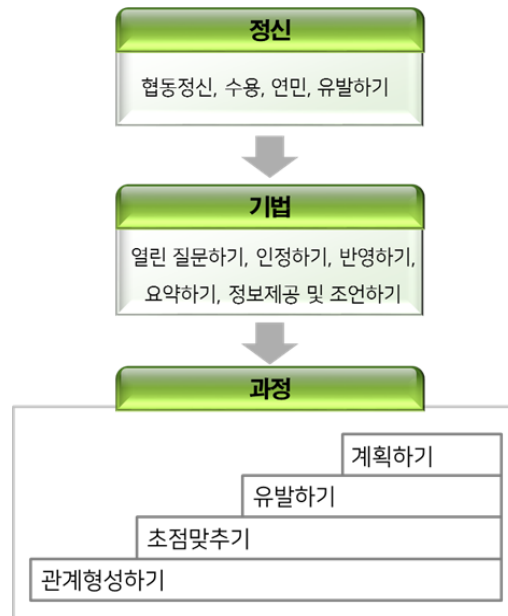 정신
협동정신, 수용, 연민, 유발하기
기법
열린 질문하기, 인정하기, 반영하기,
요약하기, 정보제공 및 조언하기
과정
계획하기
유발하기
초점맞추기
관계형성하기